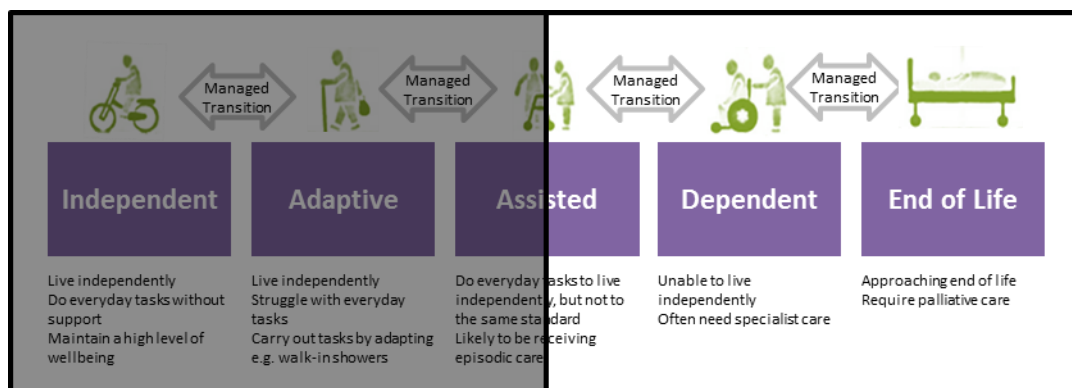 Managed
Transition
Managed
Transition
Managed
Transition
Managed
Transition
Independent
Adaptive
Assisted
Dependent
End of Life
Live independently
Do everyday tasks without
support
Maintain a high level of
wellbeing
Live independently
Struggle with everyday
tasks
Carry out tasks by adapting
e.g. walk-in showers
Do everyday tasks to live
independently, but not to
the same standard
Likely to be receiving
episodic care
Unable to live
independently
Often need specialist care
Approaching end of life
Require palliative care